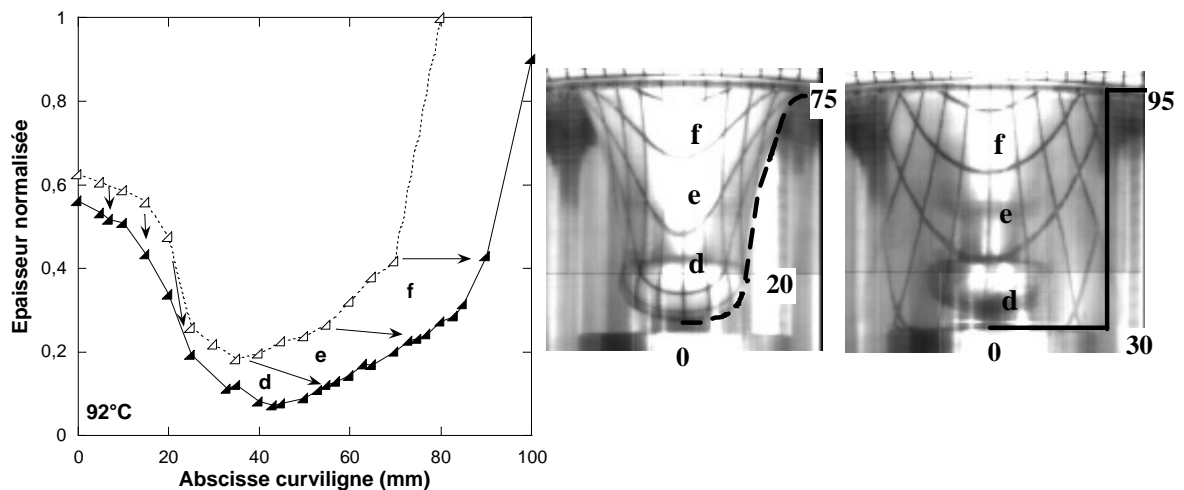 1
0,8
0,6
0,4
0,2
0
Epaisseur normalisée
f
e
d
92°C
0 20 40 60 80 100
Abscisse curviligne (mm)
75
f
e
d
20
0
95
f
e
d
30
0